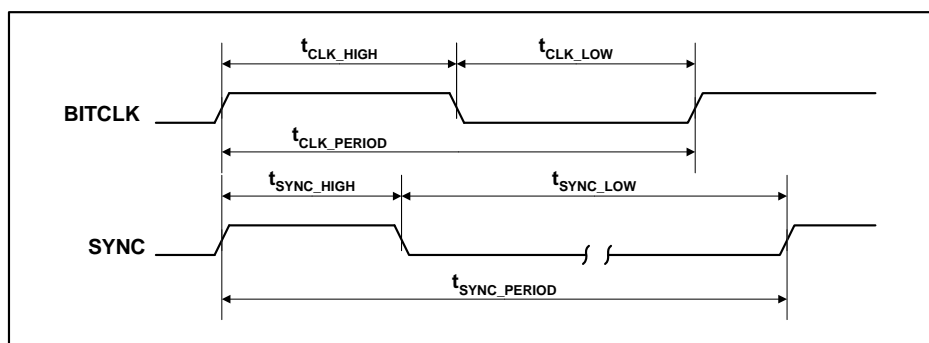 tCLK_HIGH tCLK_LOW
BITCLK
tCLK_PERIOD
tSYNC_HIGH tSYNC_LOW
SYNC
tSYNC_PERIOD